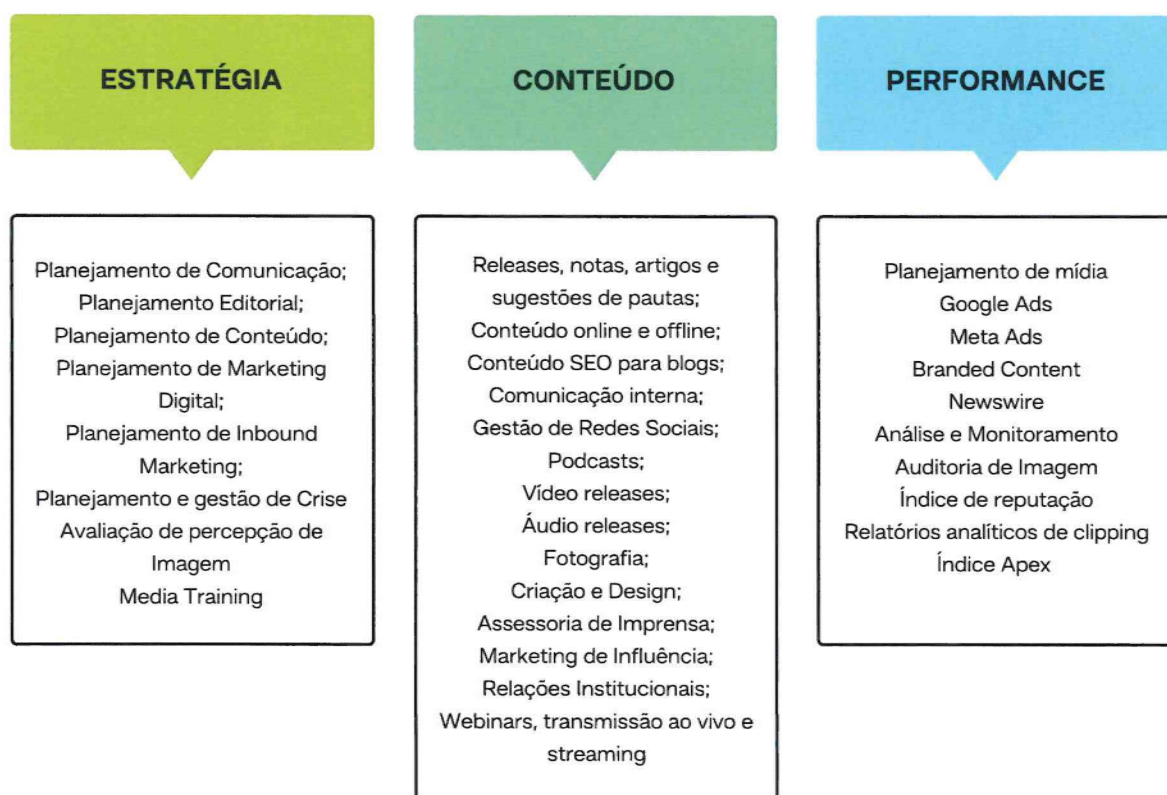 ESTRATÉGIA
Planejamento de Comunicação;
Planejamento Editorial;
Planejamento de Conteúdo;
Planejamento de Marketing
Digital;
Planejamento de Inbound
Marketing;
Planejamento e gestão de Crise
Avaliação de percepção de
Imagem
Media Training
CONTEÚDO
Releases, notas, artigos e
sugestões de pautas;
Conteúdo online e offline;
Conteúdo SEO para blogs;
Comunicação interna;
Gestão de Redes Sociais;
Podcasts;
Vídeo releases;
Áudio releases;
Fotografia;
Criação e Design;
Assessoria de Imprensa;
Marketing de Influência;
Relações Institucionais;
Webinars, transmissão ao vivo e
streaming
PERFORMANCE
Planejamento de mídia
Google Ads
Meta Ads
Branded Content
Newswire
Análise e Monitoramento
Auditoria de Imagem
Índice de reputação
Relatórios analíticos de clipping
Índice Apex